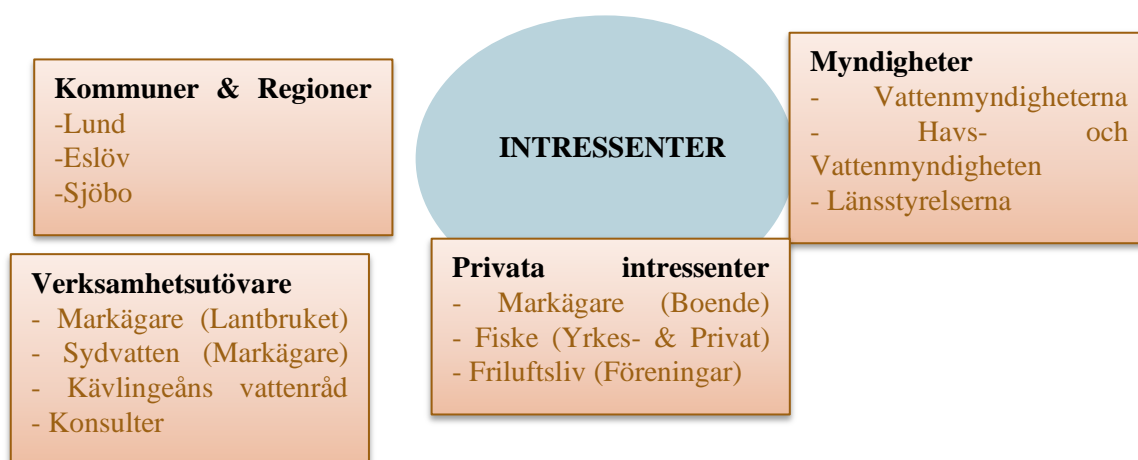 Kommuner & Regioner
-Lund
-Eslöv
-Sjöbo
INTRESSENTER
Myndigheter
- Vattenmyndigheterna
- Havs- och
Vattenmyndigheten
- Länsstyrelserna
Verksamhetsutövare
- Markägare (Lantbruket)
- Sydvatten (Markägare)
- Kävlingeåns vattenråd
- Konsulter
Privata intressenter
- Markägare (Boende)
- Fiske (Yrkes- & Privat)
- Friluftsliv (Föreningar)